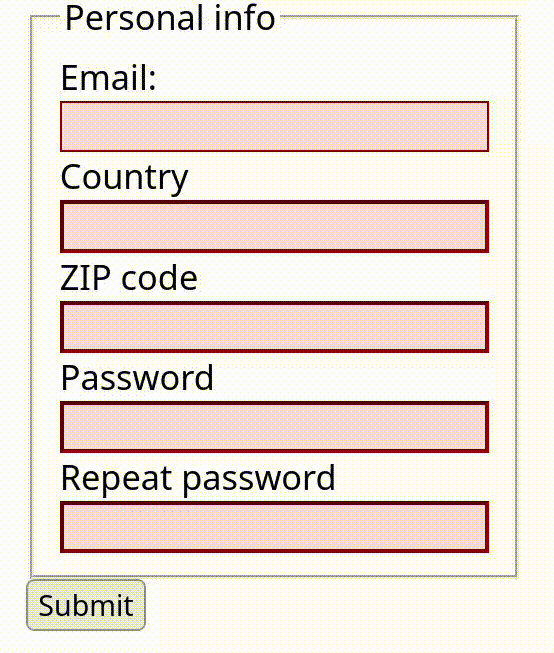 Personal info
Email:
Country
ZIP code
Password
Repeat password
Submit